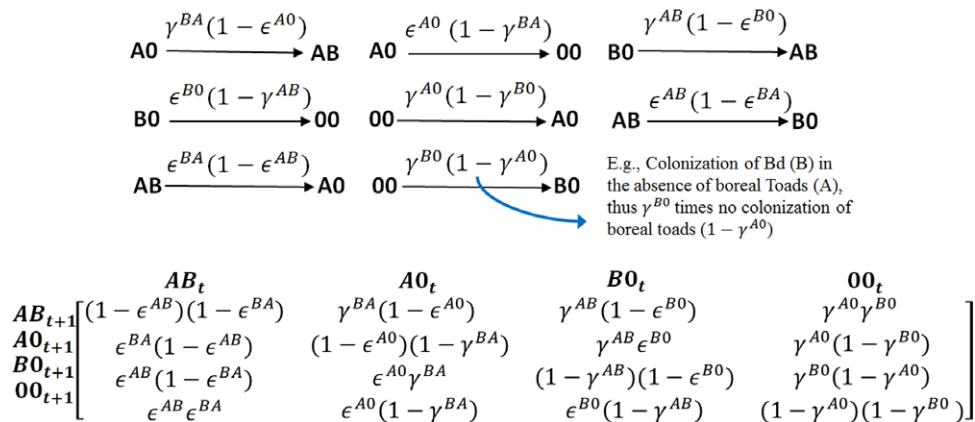 γ^{BA}(1 − ϵ^{A0}) ϵ^{A0} (1 − γ^{BA}) γ^{AB}(1 − ϵ^{B0})
A0 AB A0 00 B0 AB
ϵ^{B0}(1 − γ^{AB}) γ^{A0}(1 − γ^{B0}) ϵ^{AB}(1 − ϵ^{BA})
B0 00 00 A0 AB B0
ϵ^{BA}(1 − ϵ^{AB}) γ^{B0}(1 − γ^{A0})
AB A0 00 B0
E.g., Colonization of Bd (B) in
the absence of boreal Toads (A),
thus γ^{B0} times no colonization of
boreal toads (1 − γ^{A0})
AB_t A0_t B0_t 00_t
AB_{t+1} (1 − ϵ^{AB})(1 − ϵ^{BA}) γ^{BA}(1 − ϵ^{A0}) γ^{AB}(1 − ϵ^{B0}) γ^{A0}γ^{B0}
A0_{t+1} ϵ^{BA}(1 − ϵ^{AB}) (1 − ϵ^{A0})(1 − γ^{BA}) γ^{AB}ϵ^{B0} γ^{A0}(1 − γ^{B0})
B0_{t+1} ϵ^{AB}(1 − ϵ^{BA}) ϵ^{A0}γ^{BA} (1 − γ^{AB})(1 − ϵ^{B0}) γ^{B0}(1 − γ^{A0})
00_{t+1} ϵ^{AB}ϵ^{BA} ϵ^{A0}(1 − γ^{BA}) ϵ^{B0}(1 − γ^{AB}) (1 − γ^{A0})(1 − γ^{B0})